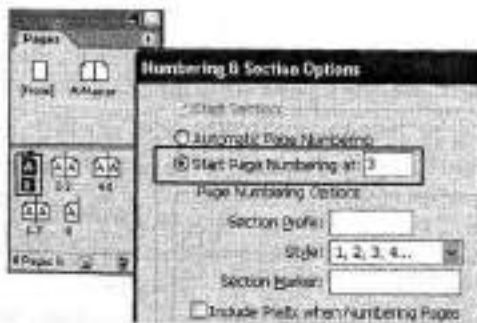 Pages
[None] A-Master
2-3 4-5
6-7 8
8 Pages in
Numbering & Section Options
Start Section
Automatic Page Numbering
Start Page Numbering at: 3
Page Numbering Options
Section Prefix:
Style: 1, 2, 3, 4...
Section Marker:
Include Prefix when Numbering Pages